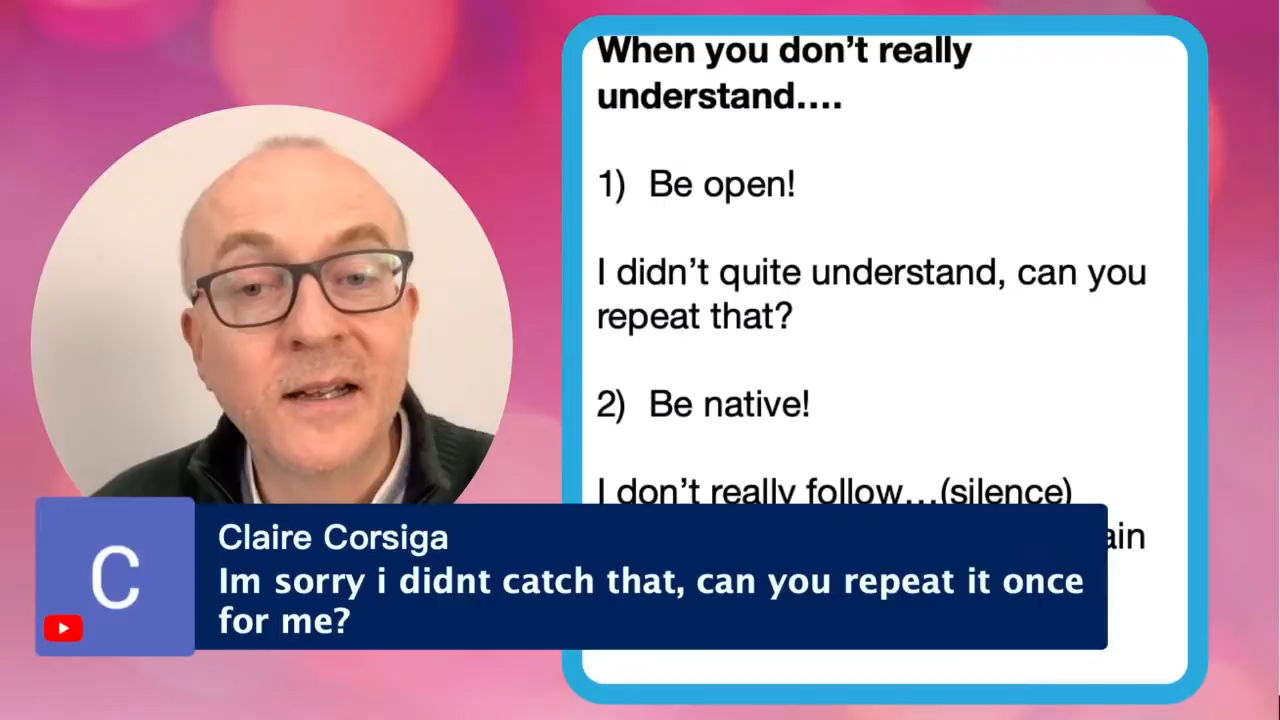 When you don’t really
understand....
1) Be open!
I didn’t quite understand, can you
repeat that?
2) Be native!
I don’t really follow…(silence)
C
Claire Corsiga
Im sorry i didnt catch that, can you repeat it once
for me?